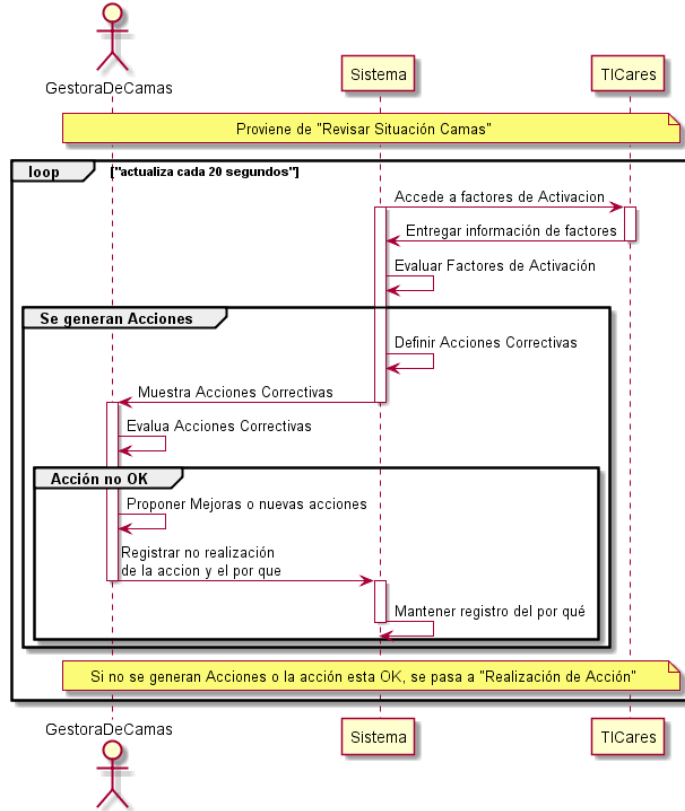 GestoraDeCamas
Sistema
TICares
Proviene de "Revisar Situación Camas"
loop
["actualiza cada 20 segundos"]
Accede a factores de Activacion
Entregar información de factores
Evaluar Factores de Activación
Se generan Acciones
Definir Acciones Correctivas
Muestra Acciones Correctivas
Evalua Acciones Correctivas
Acción no OK
Proponer Mejoras o nuevas acciones
Registrar no realización
de la accion y el por que
Mantener registro del por qué
Si no se generan Acciones o la acción esta OK, se pasa a "Realización de Acción"
GestoraDeCamas
Sistema
TICares